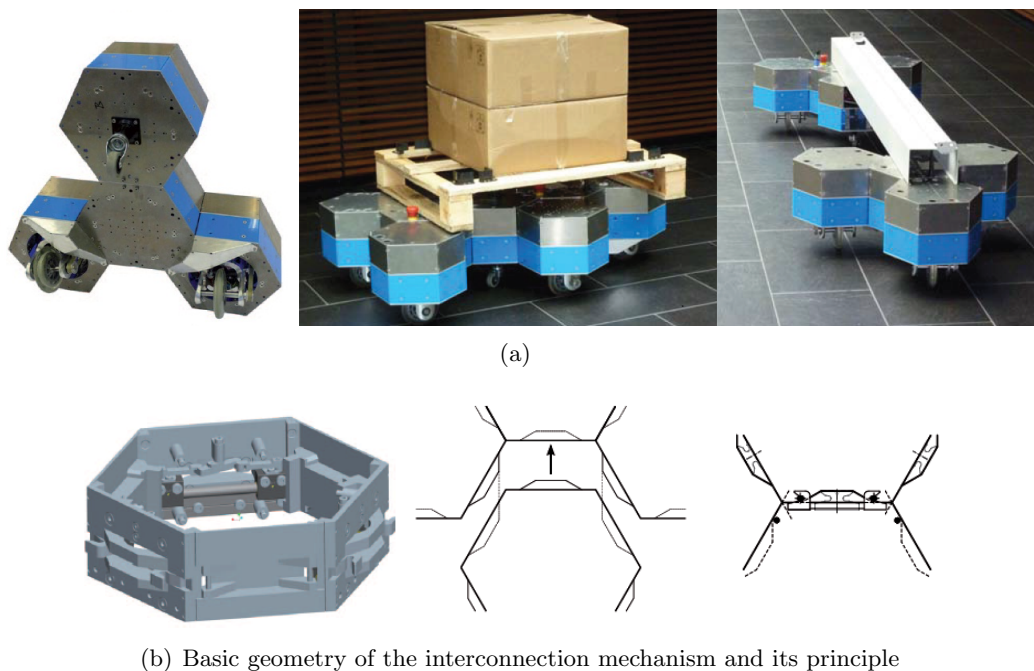 (a)
(b) Basic geometry of the interconnection mechanism and its principle